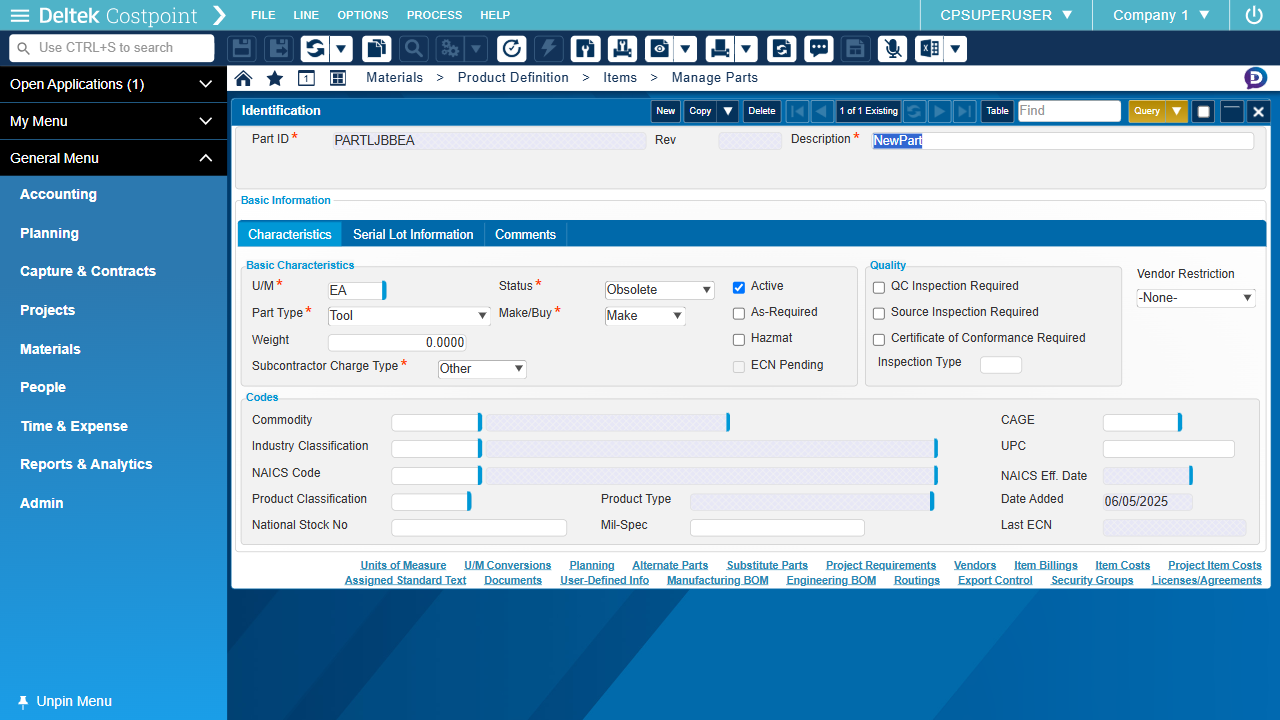 Deltek Costpoint FILE LINE OPTIONS PROCESS HELP CPSUPERUSER Company 1
Use CTRL+S to search
Open Applications (1)
My Menu
General Menu
Accounting
Planning
Capture & Contracts
Projects
Materials
People
Time & Expense
Reports & Analytics
Admin
Unpin Menu
1 Materials > Product Definition > Items > Manage Parts D
Identification New Copy Delete 1 of 1 Existing Table Find Query
Part ID * PARTLJBBEA Rev Description * NewPart
Basic Information
Characteristics Serial Lot Information Comments
Basic Characteristics
U/M * EA Status * Obsolete Active
Part Type * Tool Make/Buy * Make As-Required
Weight 0.0000 Hazmat
Subcontractor Charge Type * Other ECN Pending
Quality
QC Inspection Required
Source Inspection Required
Certificate of Conformance Required
Inspection Type
Vendor Restriction
-None-
Codes
Commodity CAGE
Industry Classification UPC
NAICS Code NAICS Eff. Date
Product Classification Product Type Date Added 06/05/2025
National Stock No Mil-Spec Last ECN
Units of Measure U/M Conversions Planning Alternate Parts Substitute Parts Project Requirements Vendors Item Billings Item Costs Project Item Costs
Assigned Standard Text Documents User-Defined Info Manufacturing BOM Engineering BOM Routings Export Control Security Groups Licenses/Agreements